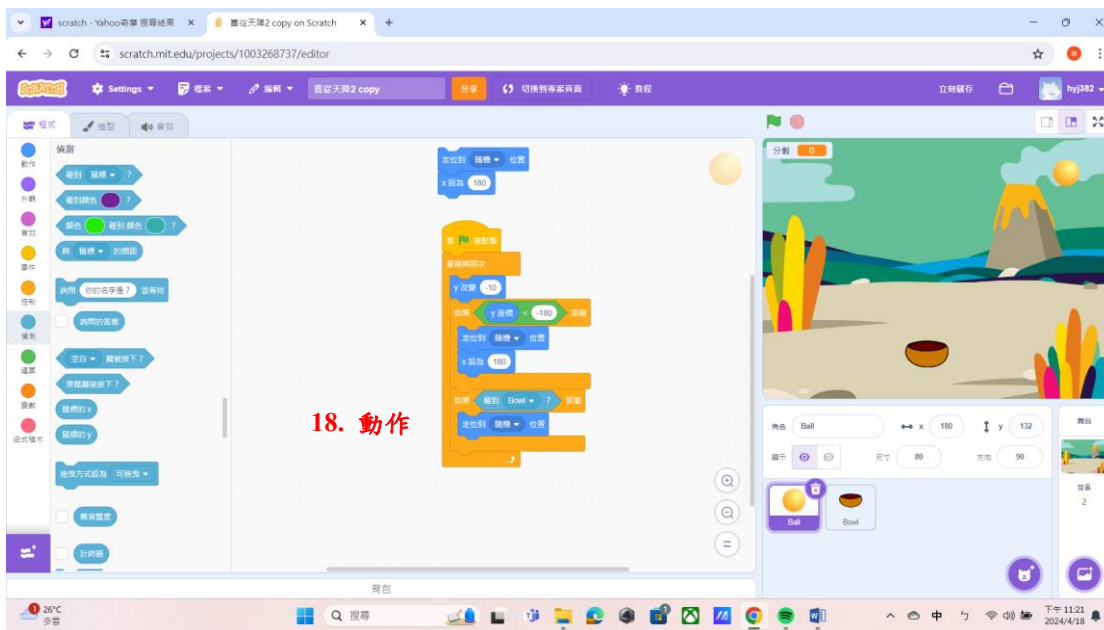 scratch - Yahoo奇摩 搜尋結果
直從天降2 copy on Scratch
scratch.mit.edu/projects/1003268737/editor
SCRATCH
Settings
檔案
編輯
直從天降2 copy
分享
切換到專案頁面
教程
立刻儲存
hyj382
程式
造型
音效
動作
外觀
音效
事件
控制
偵測
運算
變數
函式積木
偵測
碰到 鼠標 ?
碰到顏色 ?
顏色 碰到 顏色 ?
與 鼠標 的間距
詢問 你的名字是? 並等待
詢問的答案
空白 鍵被按下?
滑鼠鍵被按下?
鼠標的 x
鼠標的 y
拖曳方式設為 可拖曳
聲音響度
計時器
定位到 隨機 位置
x 設為 180
當 被點擊
重複無限次
y 改變 -10
如果 y 座標 < -180 那麼
定位到 隨機 位置
x 設為 180
如果 碰到 Bowl ? 那麼
定位到 隨機 位置
18. 動作
分數 0
角色 Ball x 180 y 132
顯示 尺寸 80 方向 90
Ball
Bowl
舞台
背景
2
背包
1
26°C
多雲
搜尋
中
下午 11:21
2024/4/18